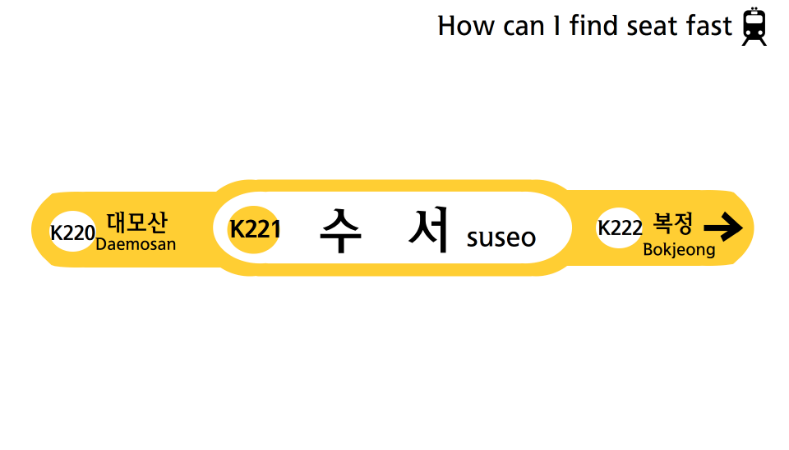 How can I find seat fast
K220 대모산
Daemosan
K221 수 서 suseo
K222 복정
Bokjeong